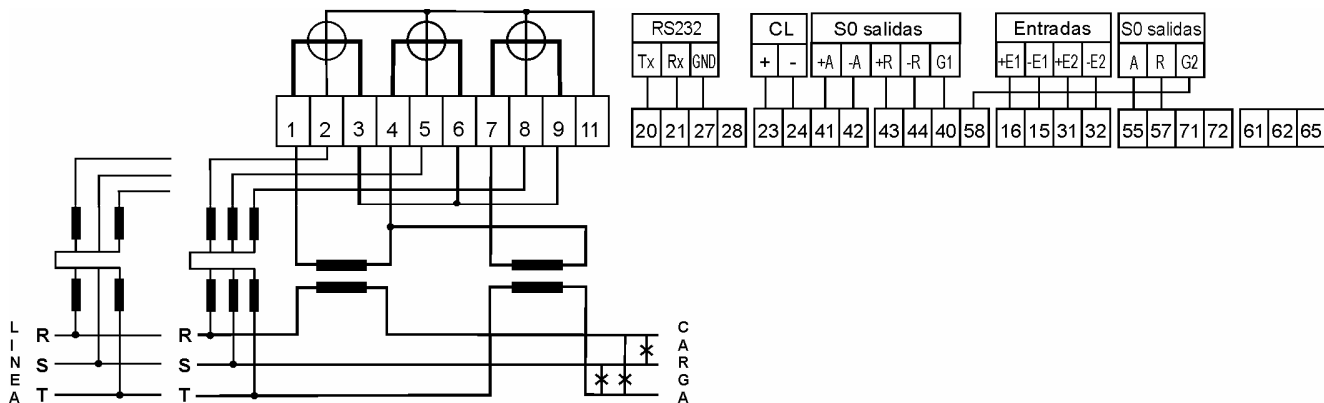 RS232 CL S0 salidas Entradas S0 salidas
Tx Rx GND + - +A -A +R -R G1 +E1 -E1 +E2 -E2 A R G2
1 2 3 4 5 6 7 8 9 11 20 21 27 28 23 24 41 42 43 44 40 58 16 15 31 32 55 57 71 72 61 62 65
LINEA
R R
S S
T T
CARGA